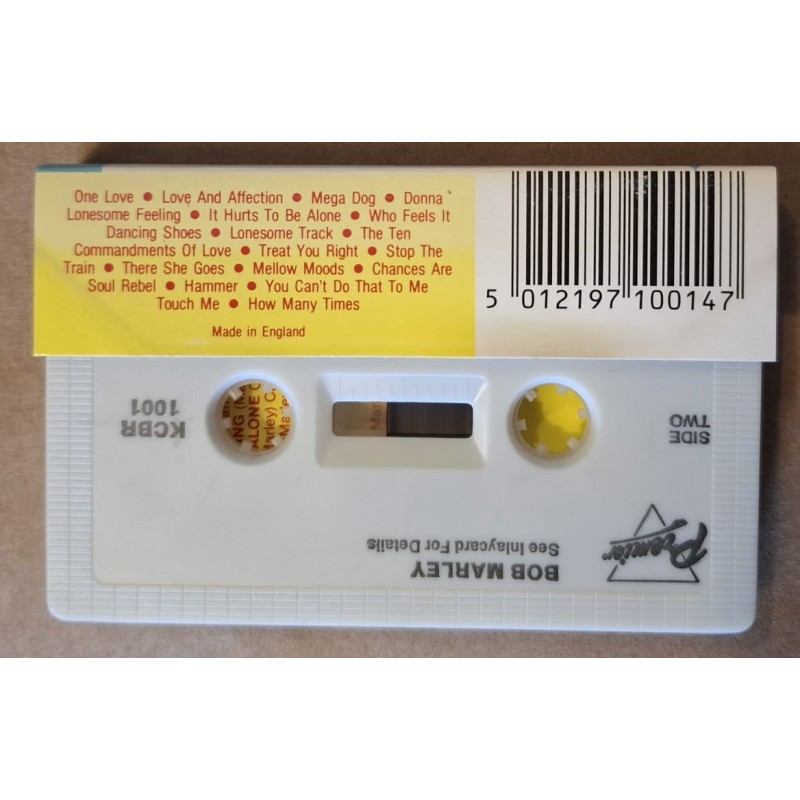 One Love • Love And Affection • Mega Dog • Donna
Lonesome Feeling • It Hurts To Be Alone • Who Feels It
Dancing Shoes • Lonesome Track • The Ten
Commandments Of Love • Treat You Right • Stop The
Train • There She Goes • Mellow Moods • Chances Are
Soul Rebel • Hammer • You Can't Do That To Me
Touch Me • How Many Times
Made in England
5 012197 100147
KCBR
1001
SIDE
TWO
Premier
BOB MARLEY
See Inlaycard For Details
ALONE
Marley)
Mar